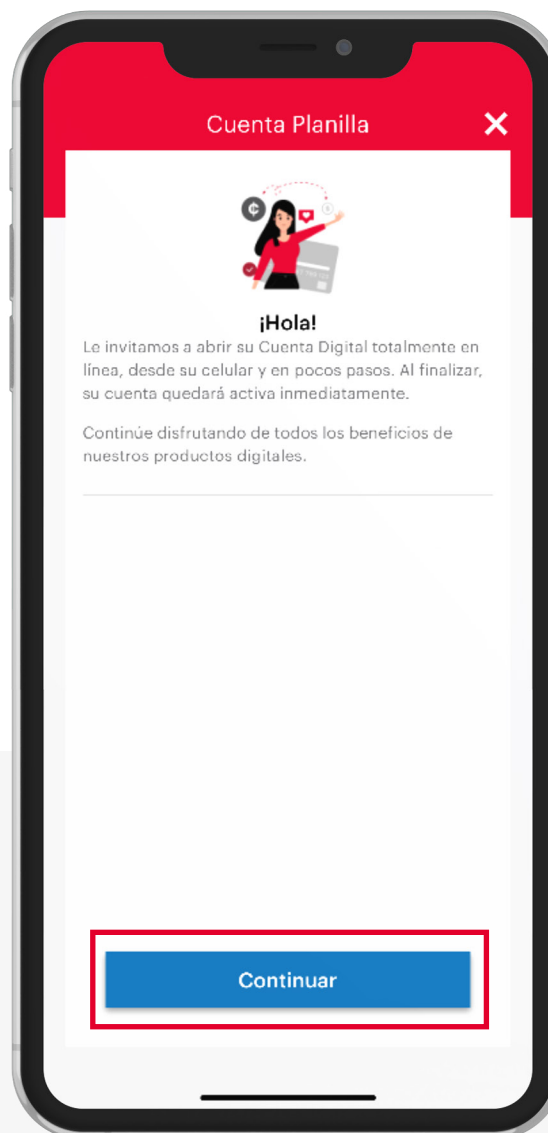 Cuenta Planilla
¡Hola!
Le invitamos a abrir su Cuenta Digital totalmente en
línea, desde su celular y en pocos pasos. Al finalizar,
su cuenta quedará activa inmediatamente.
Continúe disfrutando de todos los beneficios de
nuestros productos digitales.
Continuar